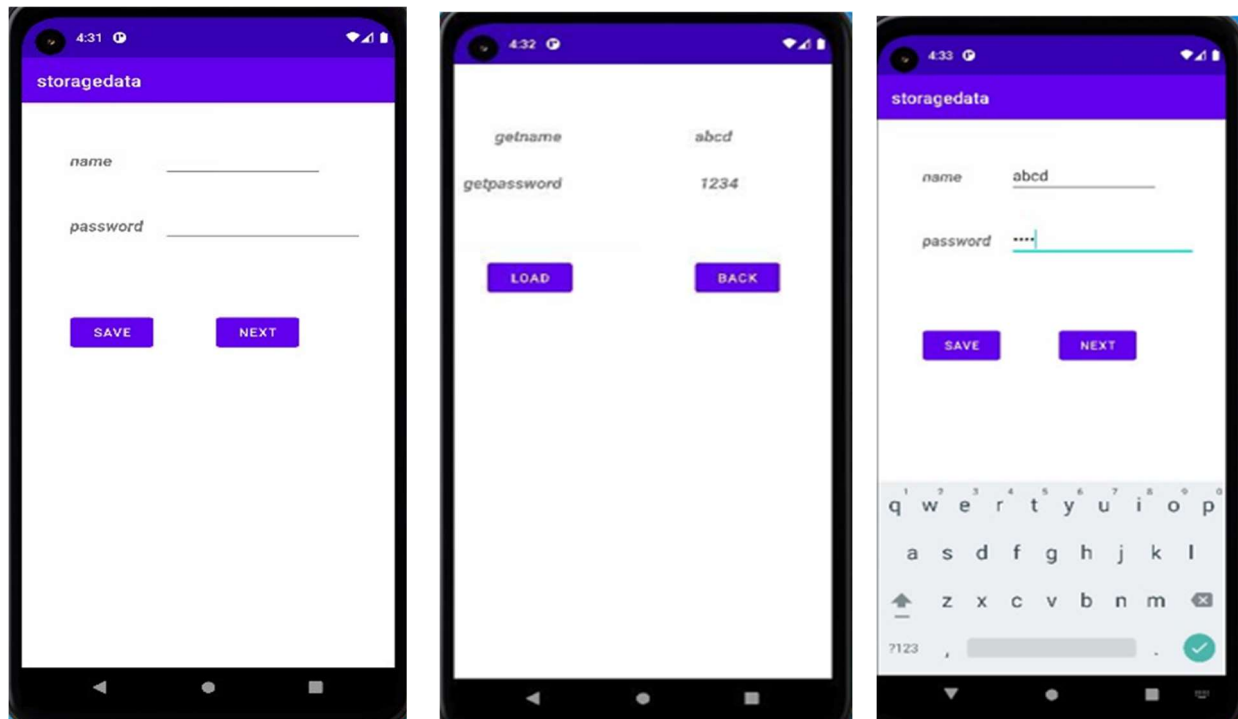 4:31
storagedata
name
password
SAVE NEXT
4:32
getname abcd
getpassword 1234
LOAD BACK
4:33
storagedata
name abcd
password ••••
SAVE NEXT
1 2 3 4 5 6 7 8 9 0
q w e r t y u i o p
a s d f g h j k l
z x c v b n m
?123 , .